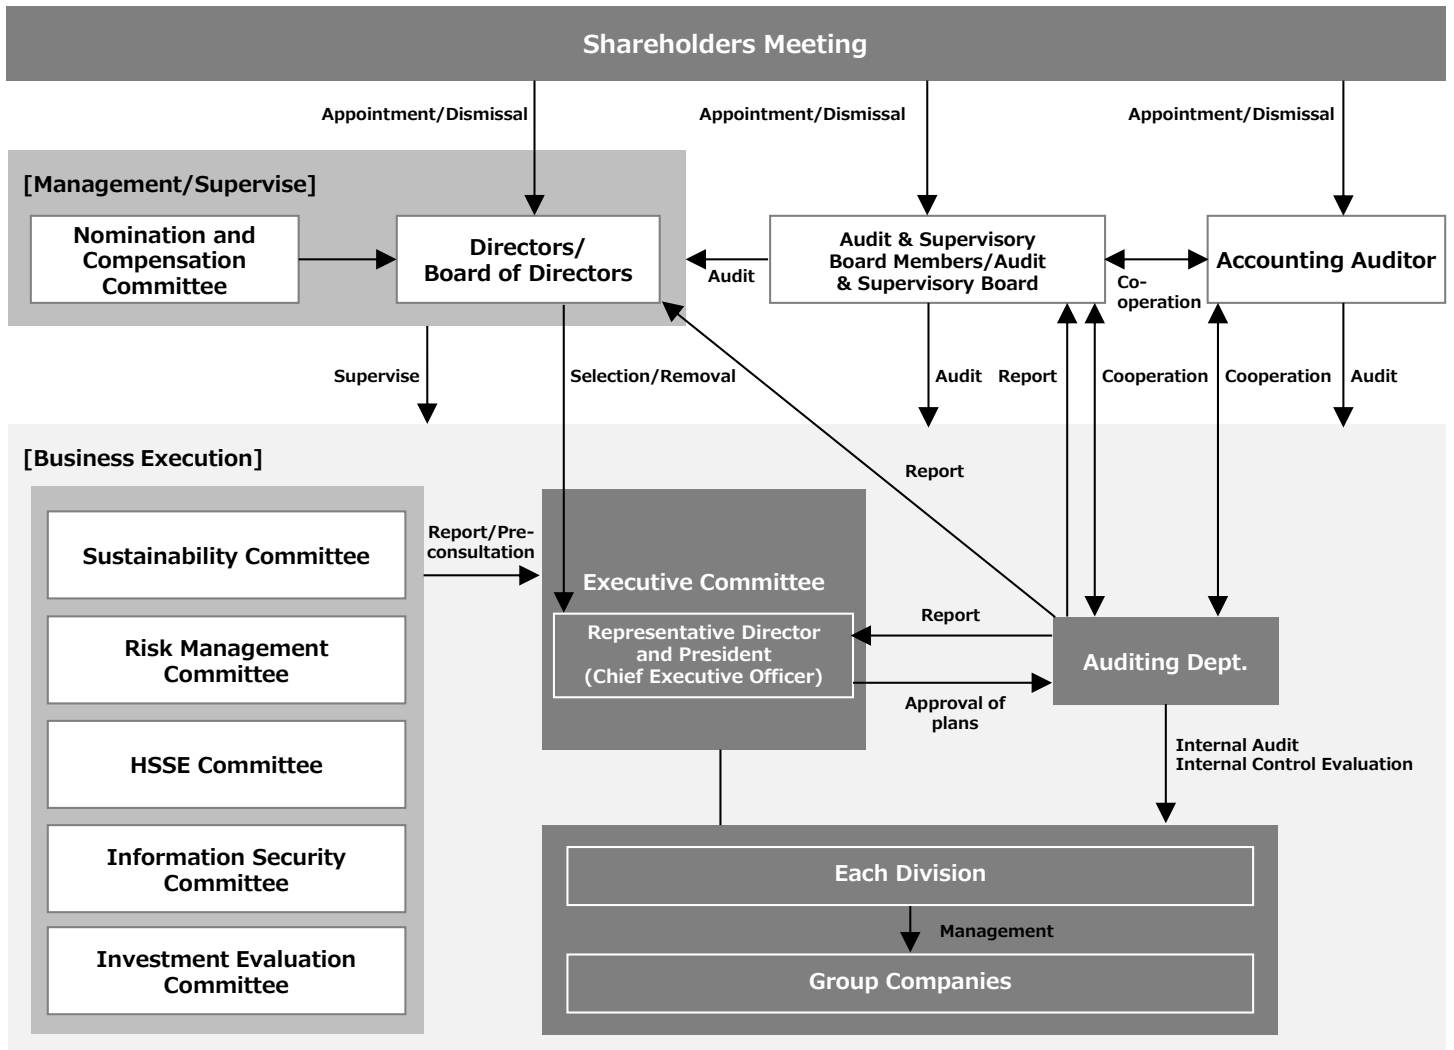 Shareholders Meeting
Appointment/Dismissal
Appointment/Dismissal
Appointment/Dismissal
[Management/Supervise]
Nomination and
Compensation
Committee
Directors/
Board of Directors
Audit
Audit & Supervisory
Board Members/Audit
& Supervisory Board
Co-
operation
Accounting Auditor
Supervise
Selection/Removal
Audit
Report
Cooperation
Cooperation
Audit
[Business Execution]
Report
Sustainability Committee
Risk Management
Committee
HSSE Committee
Information Security
Committee
Investment Evaluation
Committee
Report/Pre-
consultation
Executive Committee
Representative Director
and President
(Chief Executive Officer)
Report
Approval of
plans
Auditing Dept.
Internal Audit
Internal Control Evaluation
Each Division
Management
Group Companies